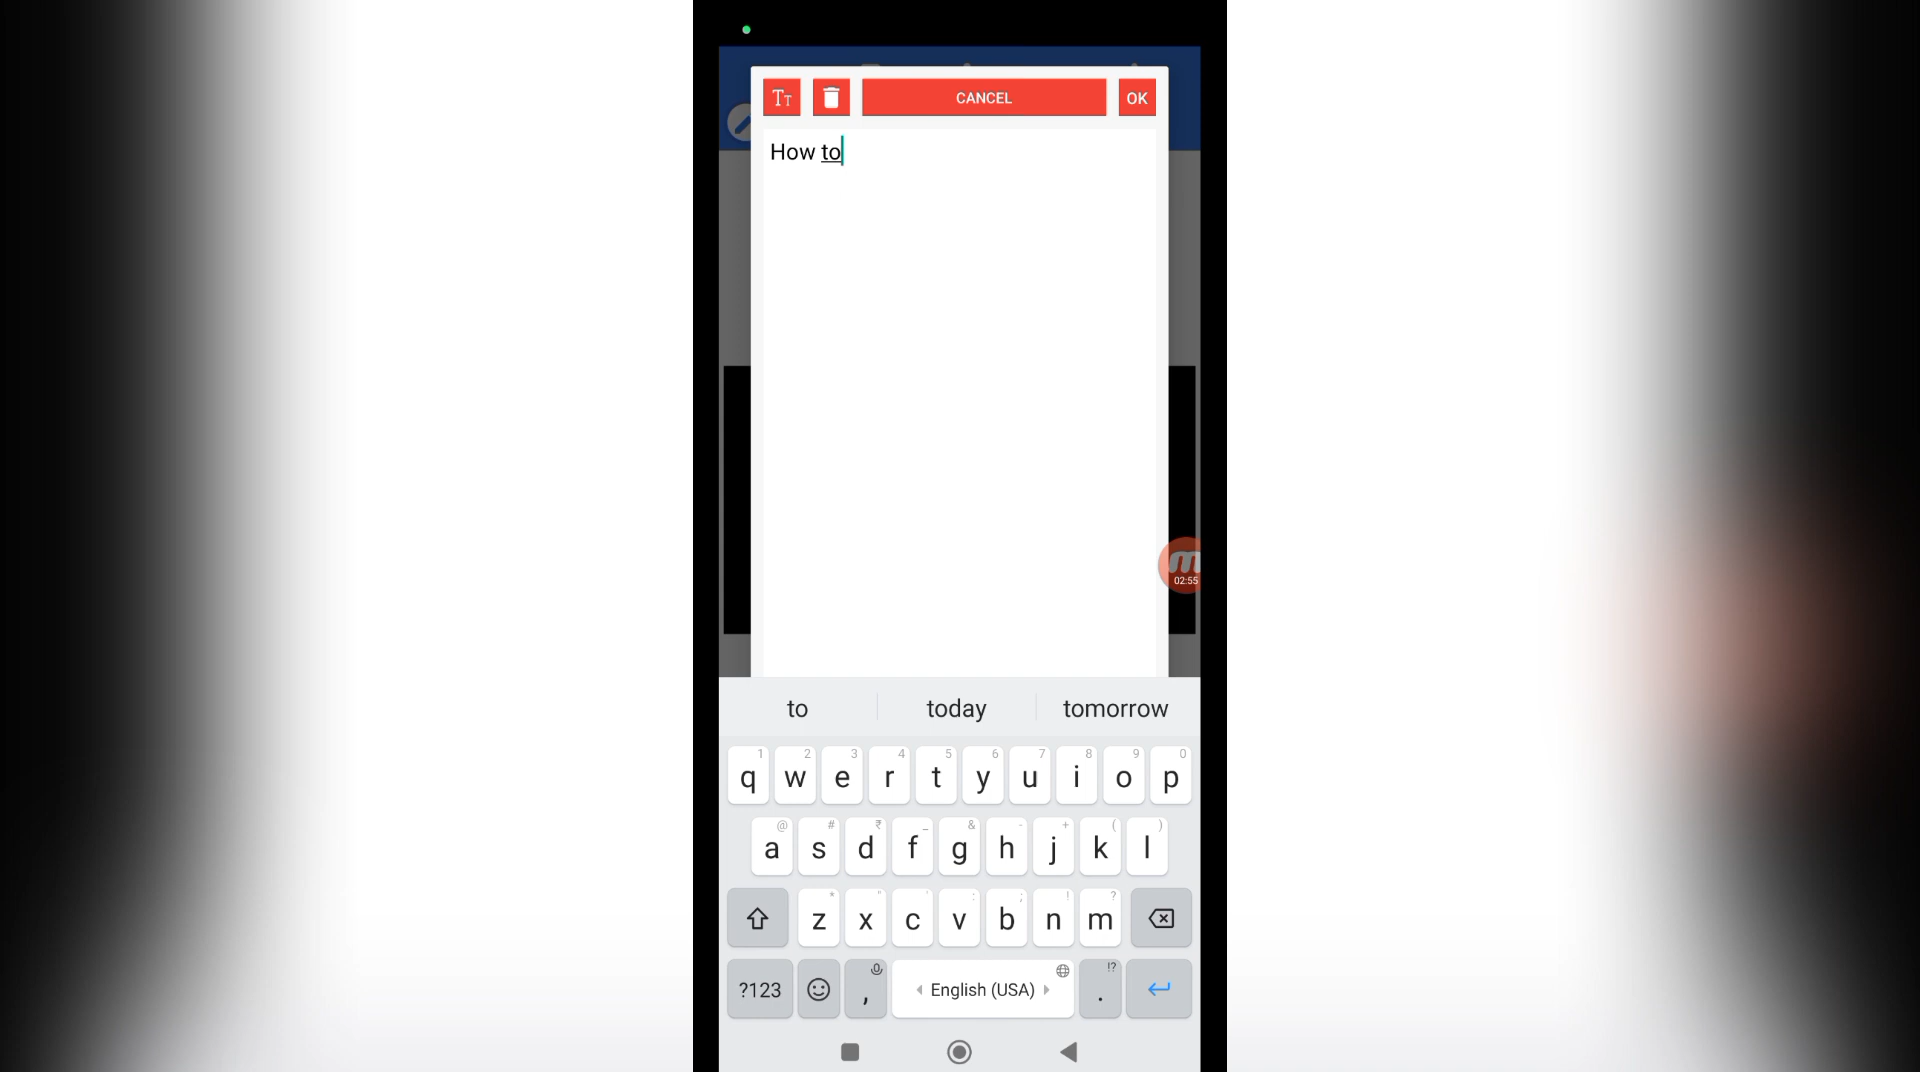 Tт CANCEL OK
How to
02:55
to today tomorrow
1 2 3 4 5 6 7 8 9 0
q w e r t y u i o p
@ # ₹ _ & - + ( )
a s d f g h j k l
* " ' : ; ! ?
z x c v b n m
!?
?123 , English (USA) .